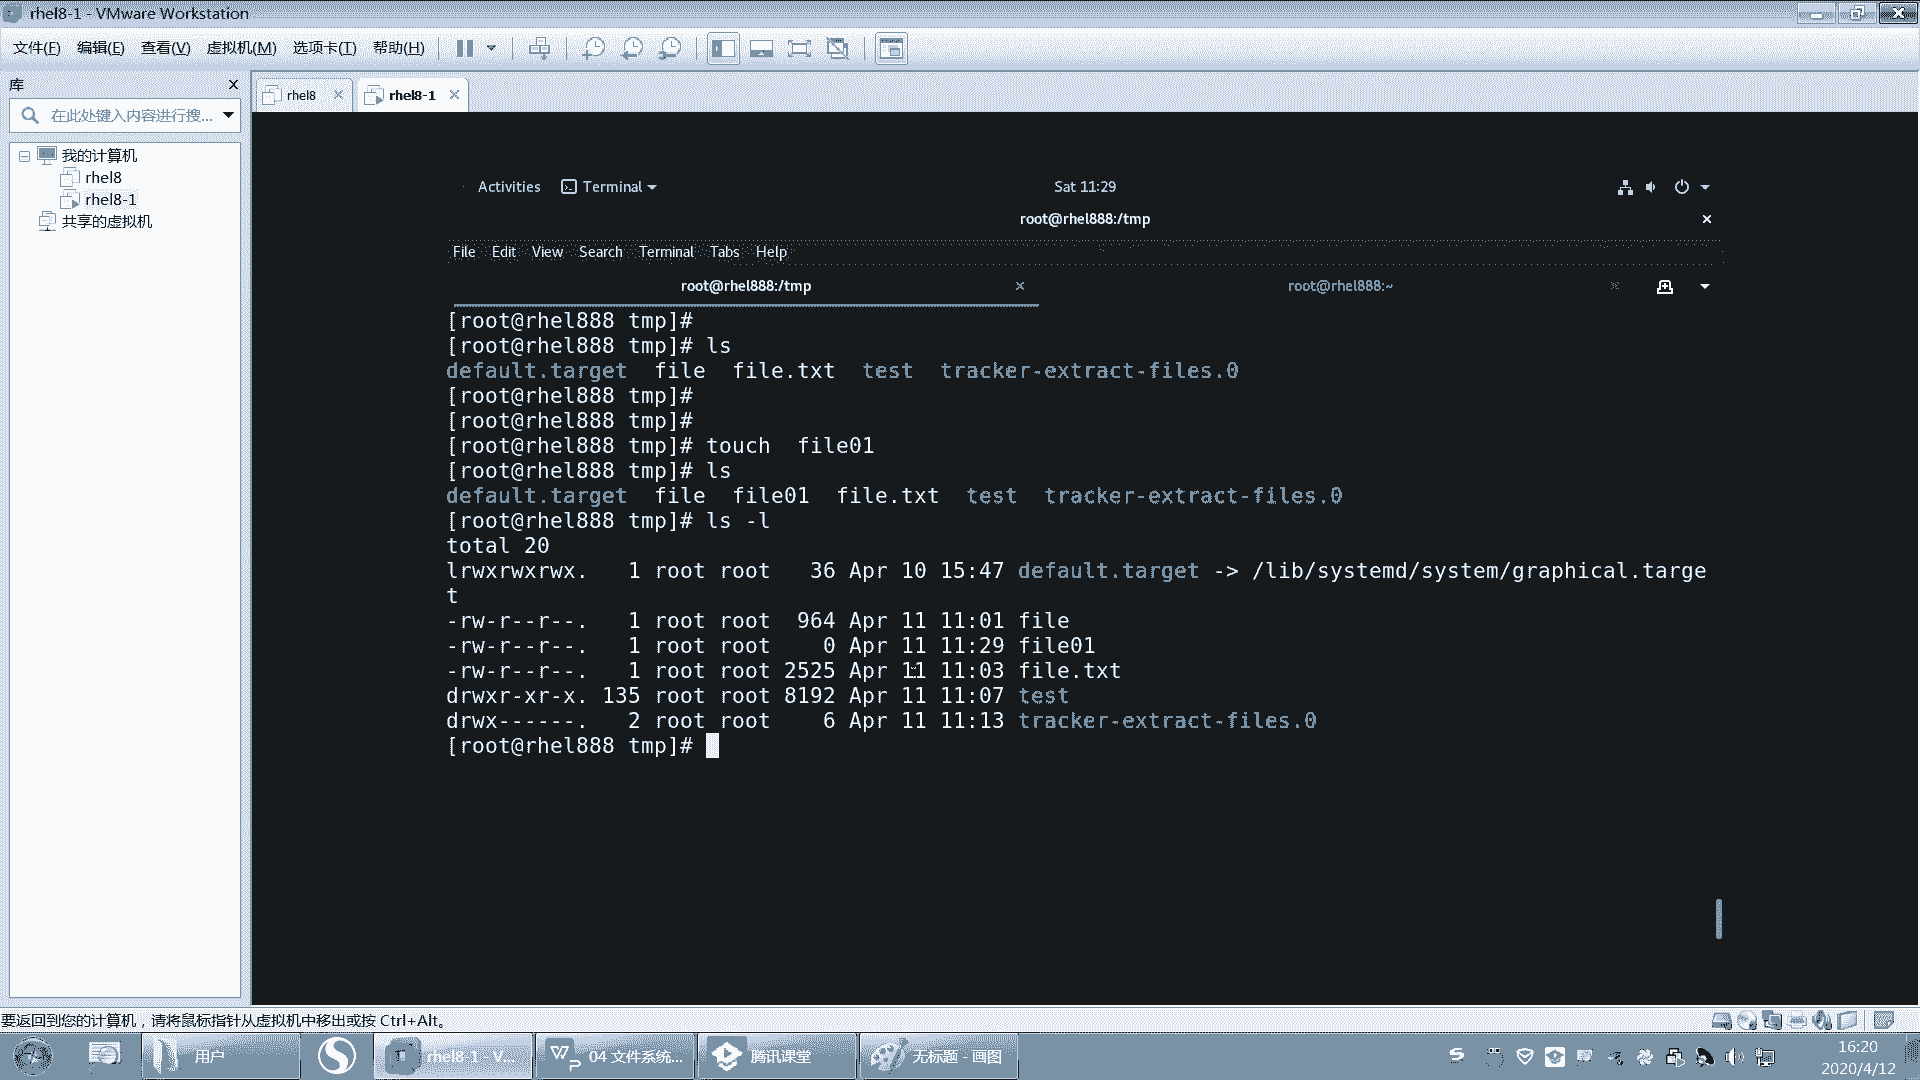 rhel8-1 - VMware Workstation
文件(F) 编辑(E) 查看(V) 虚拟机(M) 选项卡(T) 帮助(H)
库
在此处键入内容进行搜...
我的计算机
rhel8
rhel8-1
共享的虚拟机
rhel8 rhel8-1
Activities Terminal Sat 11:29
root@rhel888:/tmp
File Edit View Search Terminal Tabs Help
root@rhel888:/tmp root@rhel888:~
[root@rhel888 tmp]#
[root@rhel888 tmp]# ls
default.target file file.txt test tracker-extract-files.0
[root@rhel888 tmp]#
[root@rhel888 tmp]#
[root@rhel888 tmp]# touch file01
[root@rhel888 tmp]# ls
default.target file file01 file.txt test tracker-extract-files.0
[root@rhel888 tmp]# ls -l
total 20
lrwxrwxrwx. 1 root root 36 Apr 10 15:47 default.target -> /lib/systemd/system/graphical.targe
t
-rw-r--r--. 1 root root 964 Apr 11 11:01 file
-rw-r--r--. 1 root root 0 Apr 11 11:29 file01
-rw-r--r--. 1 root root 2525 Apr 11 11:03 file.txt
drwxr-xr-x. 135 root root 8192 Apr 11 11:07 test
drwx------. 2 root root 6 Apr 11 11:13 tracker-extract-files.0
[root@rhel888 tmp]#
要返回到您的计算机，请将鼠标指针从虚拟机中移出或按 Ctrl+Alt。
用户 rhel8-1 - V... 04 文件系统... 腾讯课堂 无标题 - 画图
16:20
2020/4/12